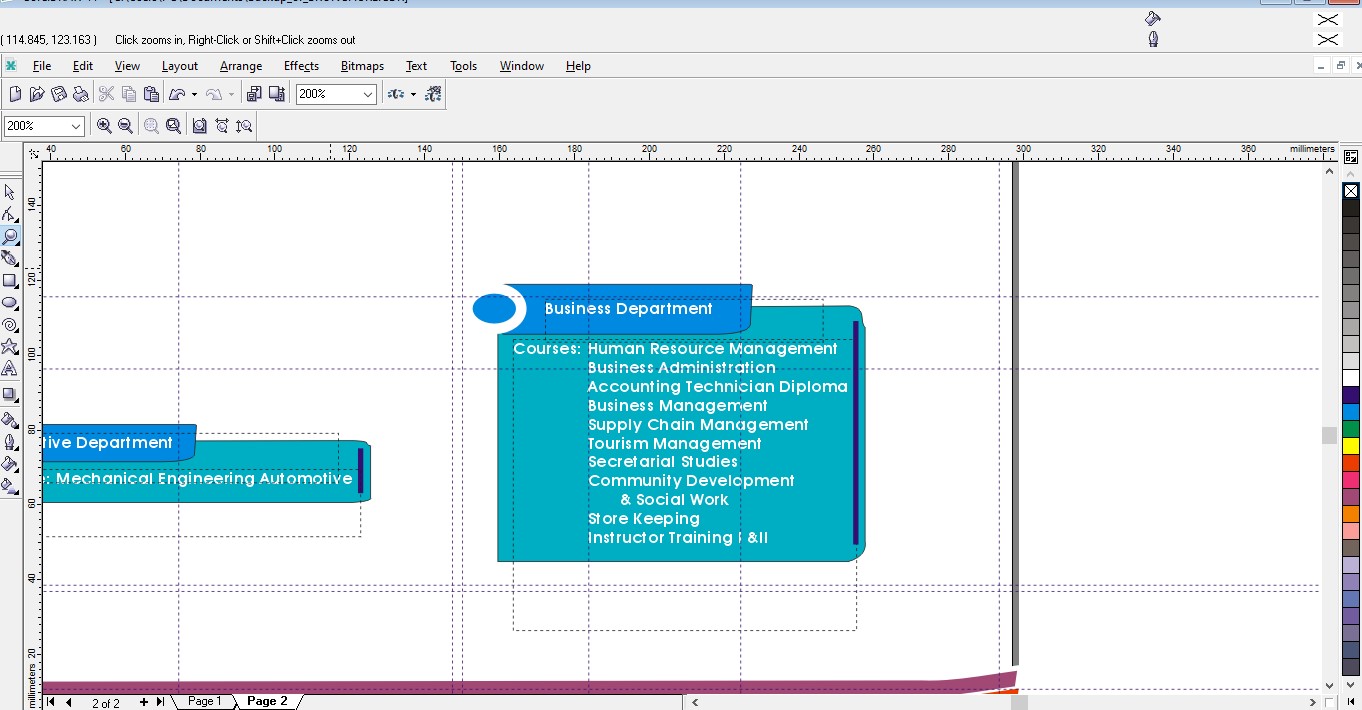 ( 114.845, 123.163 ) Click zooms in, Right-Click or Shift+Click zooms out
File Edit View Layout Arrange Effects Bitmaps Text Tools Window Help
200%
200%
40 60 80 100 120 140 160 180 200 220 240 260 280 300 320 340 360 millimeters
140
120
100
80
60
40
20
millimeters
Business Department
Courses: Human Resource Management
Business Administration
Accounting Technician Diploma
Business Management
Supply Chain Management
Tourism Management
Secretarial Studies
Community Development
& Social Work
Store Keeping
Instructor Training I &II
tive Department
: Mechanical Engineering Automotive
2 of 2 Page 1 Page 2